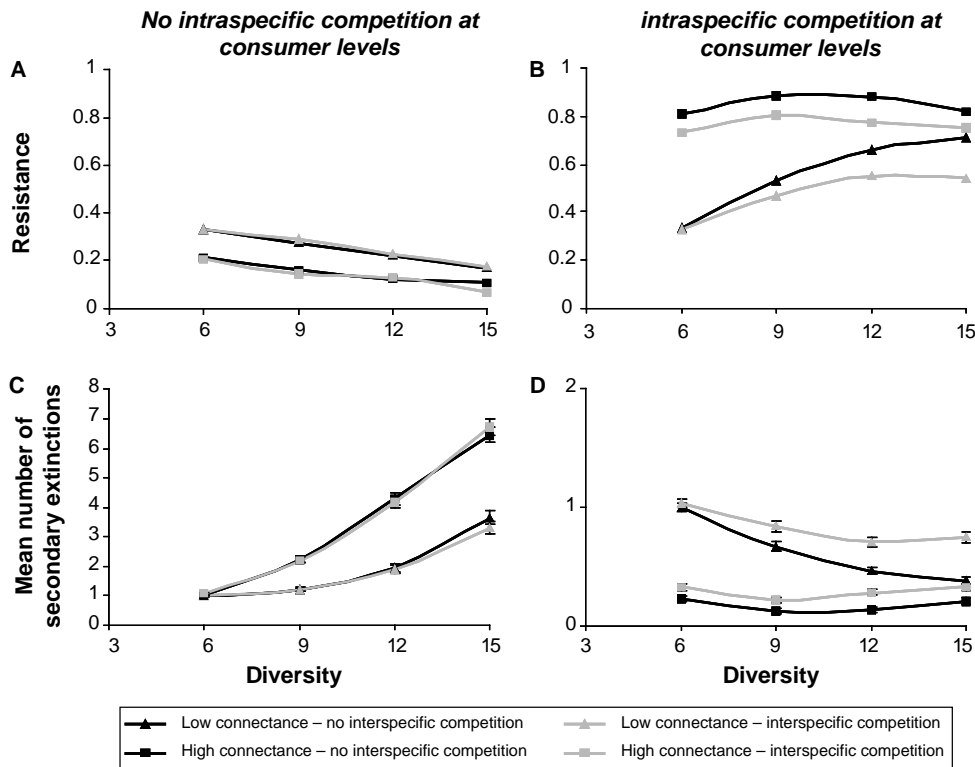 No intraspecific competition at
consumer levels
intraspecific competition at
consumer levels
A
B
Resistance
1
0.8
0.6
0.4
0.2
0
3
6
9
12
15
1
0.8
0.6
0.4
0.2
0
3
6
9
12
15
C
D
Mean number of
secondary extinctions
8
7
6
5
4
3
2
1
0
3
6
9
12
15
Diversity
2
1
0
3
6
9
12
15
Diversity
Low connectance – no interspecific competition
Low connectance – interspecific competition
High connectance – no interspecific competition
High connectance – interspecific competition